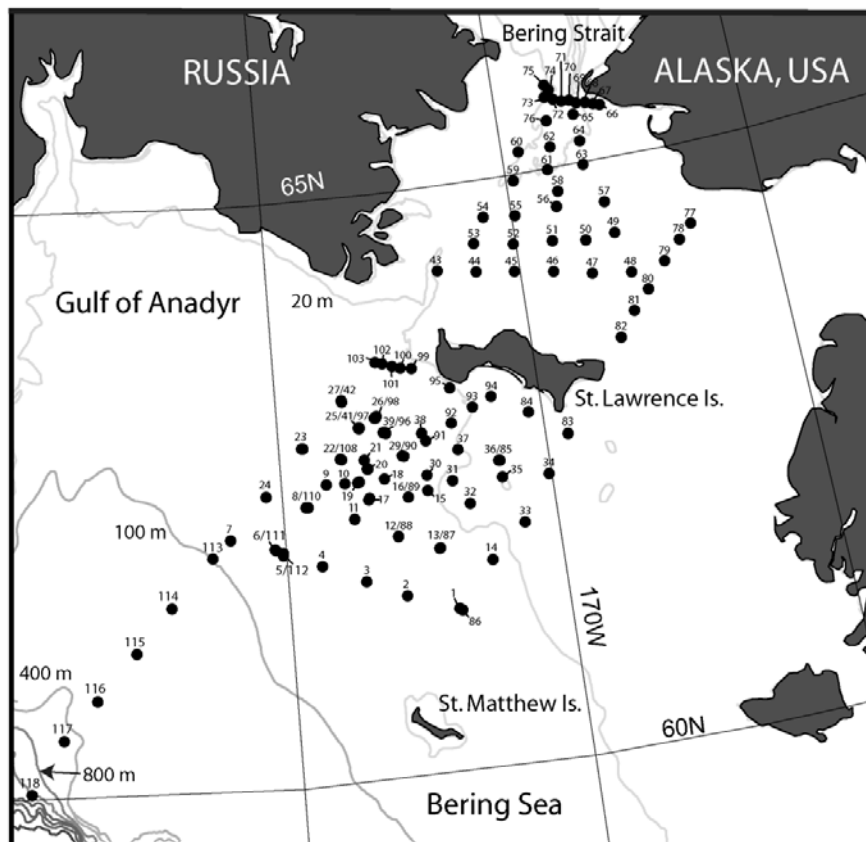 Bering Strait
71
75 74 70
69
68
67
RUSSIA
ALASKA, USA
73 72 65 66
76
62 64
60
61 63
65N
59 58
57
56
54 55
77
49
78
53 52 51 50
79
43 44 45 46 47 48
80
Gulf of Anadyr
20 m
81
82
102
103 100 99
101
St. Lawrence Is.
95 94
27/42
26/98
93 84
25/41/97
92
39/96 38
83
91
23
37
22/108 21 29/90
36/85
20
30
34
9 10 18 31 35
24
19 16/89 15 32
8/110
17
11
33
100 m
7
12/88
6/111
13/87
113
5/112
4
14
3
2
170W
1
86
114
115
400 m
116
St. Matthew Is.
60N
117
800 m
118
Bering Sea